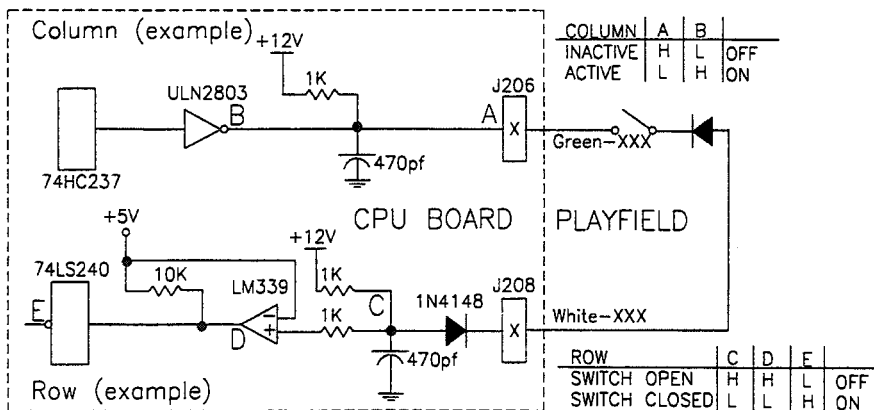 Column (example)
+12V
1K
ULN2803
B
A
J206
X
74HC237
470pf
Green-XXX
COLUMN A B
INACTIVE H L OFF
ACTIVE L H ON
CPU BOARD
PLAYFIELD
+5V
+12V
74LS240
10K
LM339
1K
C
1N4148
J208
X
E
D
-
+
1K
470pf
White-XXX
Row (example)
ROW C D E
SWITCH OPEN H H L OFF
SWITCH CLOSED L L H ON